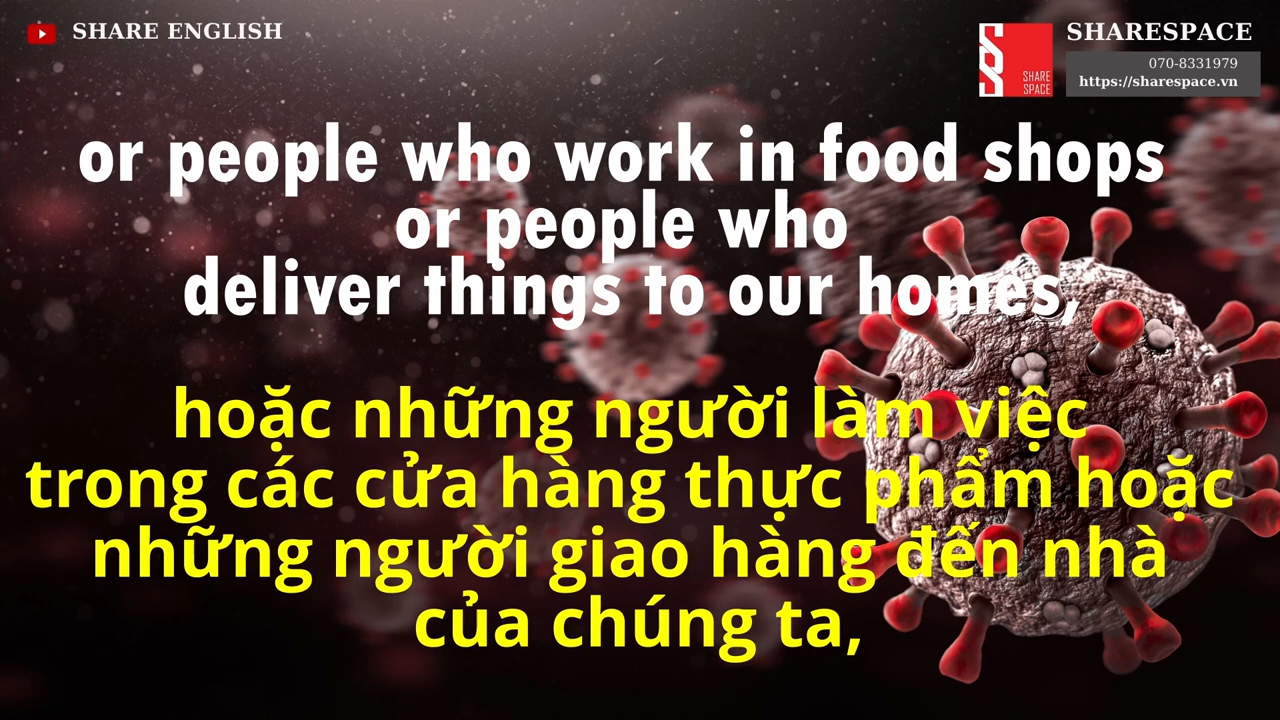 SHARE ENGLISH
SHARESPACE
070-8331979
https://sharespace.vn
SHARE
SPACE
or people who work in food shops
or people who
deliver things to our homes,
hoặc những người làm việc
trong các cửa hàng thực phẩm hoặc
những người giao hàng đến nhà
của chúng ta,